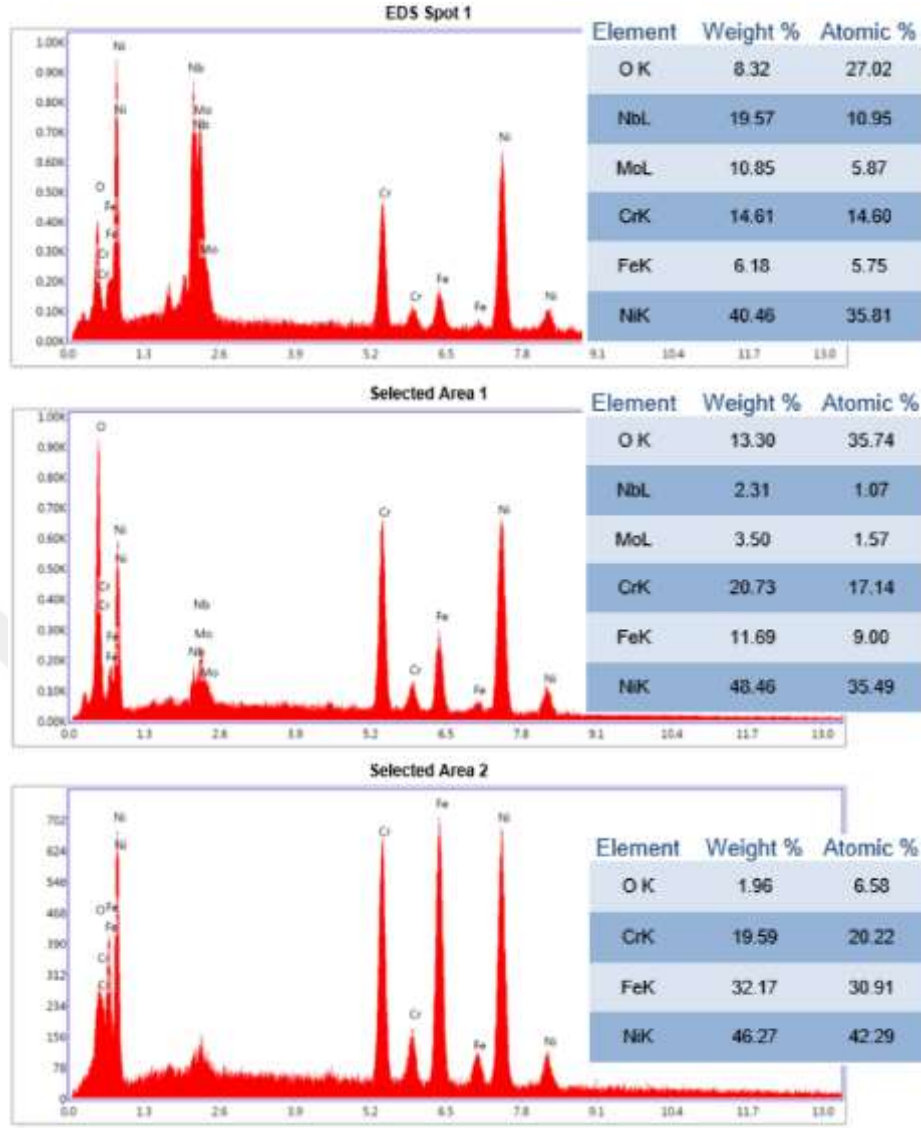 EDS Spot 1
Element Weight % Atomic %
O K 8.32 27.02
NbL 19.57 10.95
MoL 10.85 5.87
CrK 14.61 14.60
FeK 6.18 5.75
NiK 40.46 35.81
1.00K
0.90K
0.80K
0.70K
0.60K
0.50K
0.40K
0.30K
0.20K
0.10K
0.00K
Ni
Nb
Ni
Mo
Nb
O
Fe
Fe
Cr
Cr
Mo
Cr
Cr
Fe
Fe
Ni
Ni
0.0 1.3 2.6 3.9 5.2 6.5 7.8 9.1 10.4 11.7 13.0
Selected Area 1
Element Weight % Atomic %
O K 13.30 35.74
NbL 2.31 1.07
MoL 3.50 1.57
CrK 20.73 17.14
FeK 11.69 9.00
NiK 48.46 35.49
1.00K
0.90K
0.80K
0.70K
0.60K
0.50K
0.40K
0.30K
0.20K
0.10K
0.00K
O
Ni
Ni
Cr
Cr
Fe
Fe
Nb
Mo
Nb
Mo
Cr
Cr
Fe
Fe
Ni
Ni
0.0 1.3 2.6 3.9 5.2 6.5 7.8 9.1 10.4 11.7 13.0
Selected Area 2
Element Weight % Atomic %
O K 1.96 6.58
CrK 19.59 20.22
FeK 32.17 30.91
NiK 46.27 42.29
702
624
546
468
390
312
234
156
78
0
Ni
Ni
O
Fe
Fe
Cr
C
Cr
Cr
Fe
Fe
Ni
Ni
0.0 1.3 2.6 3.9 5.2 6.5 7.8 9.1 10.4 11.7 13.0